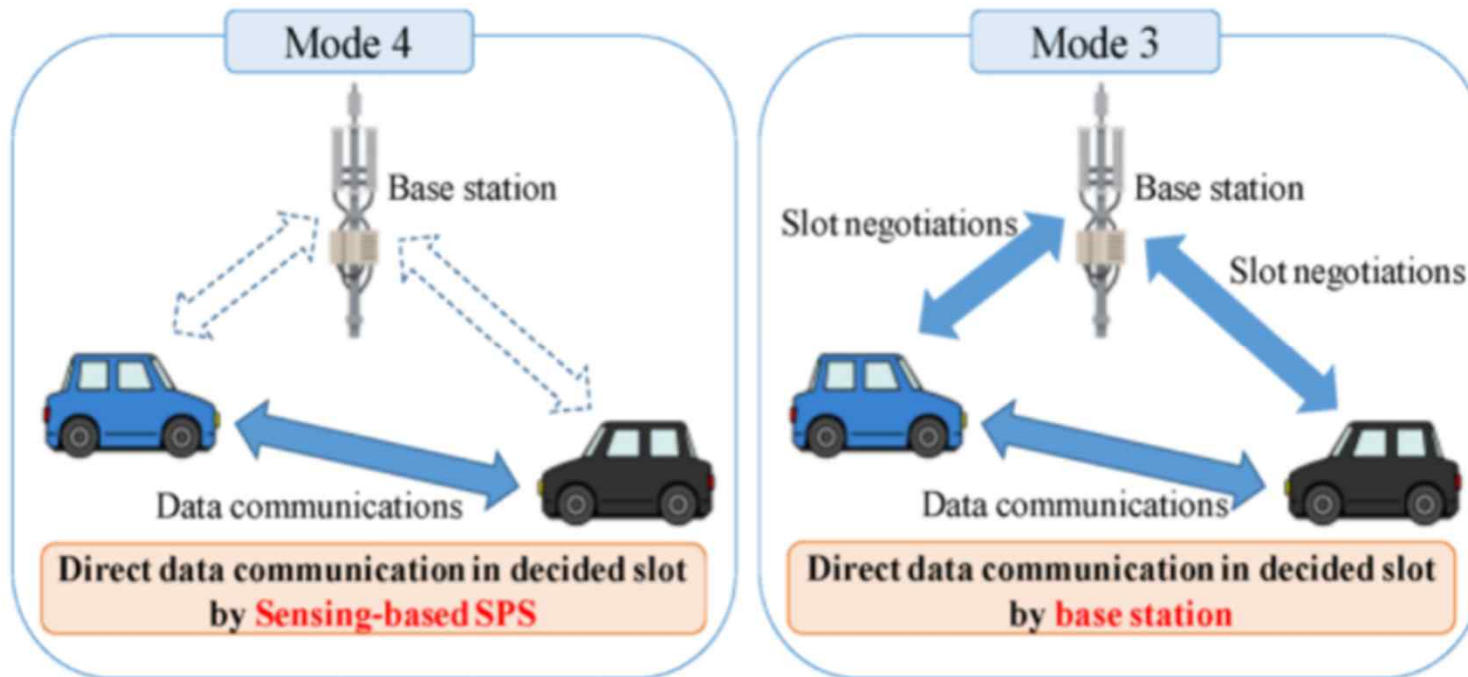 Mode 4
Base station
Data communications
Direct data communication in decided slot
by Sensing-based SPS
Mode 3
Base station
Slot negotiations
Slot negotiations
Data communications
Direct data communication in decided slot
by base station